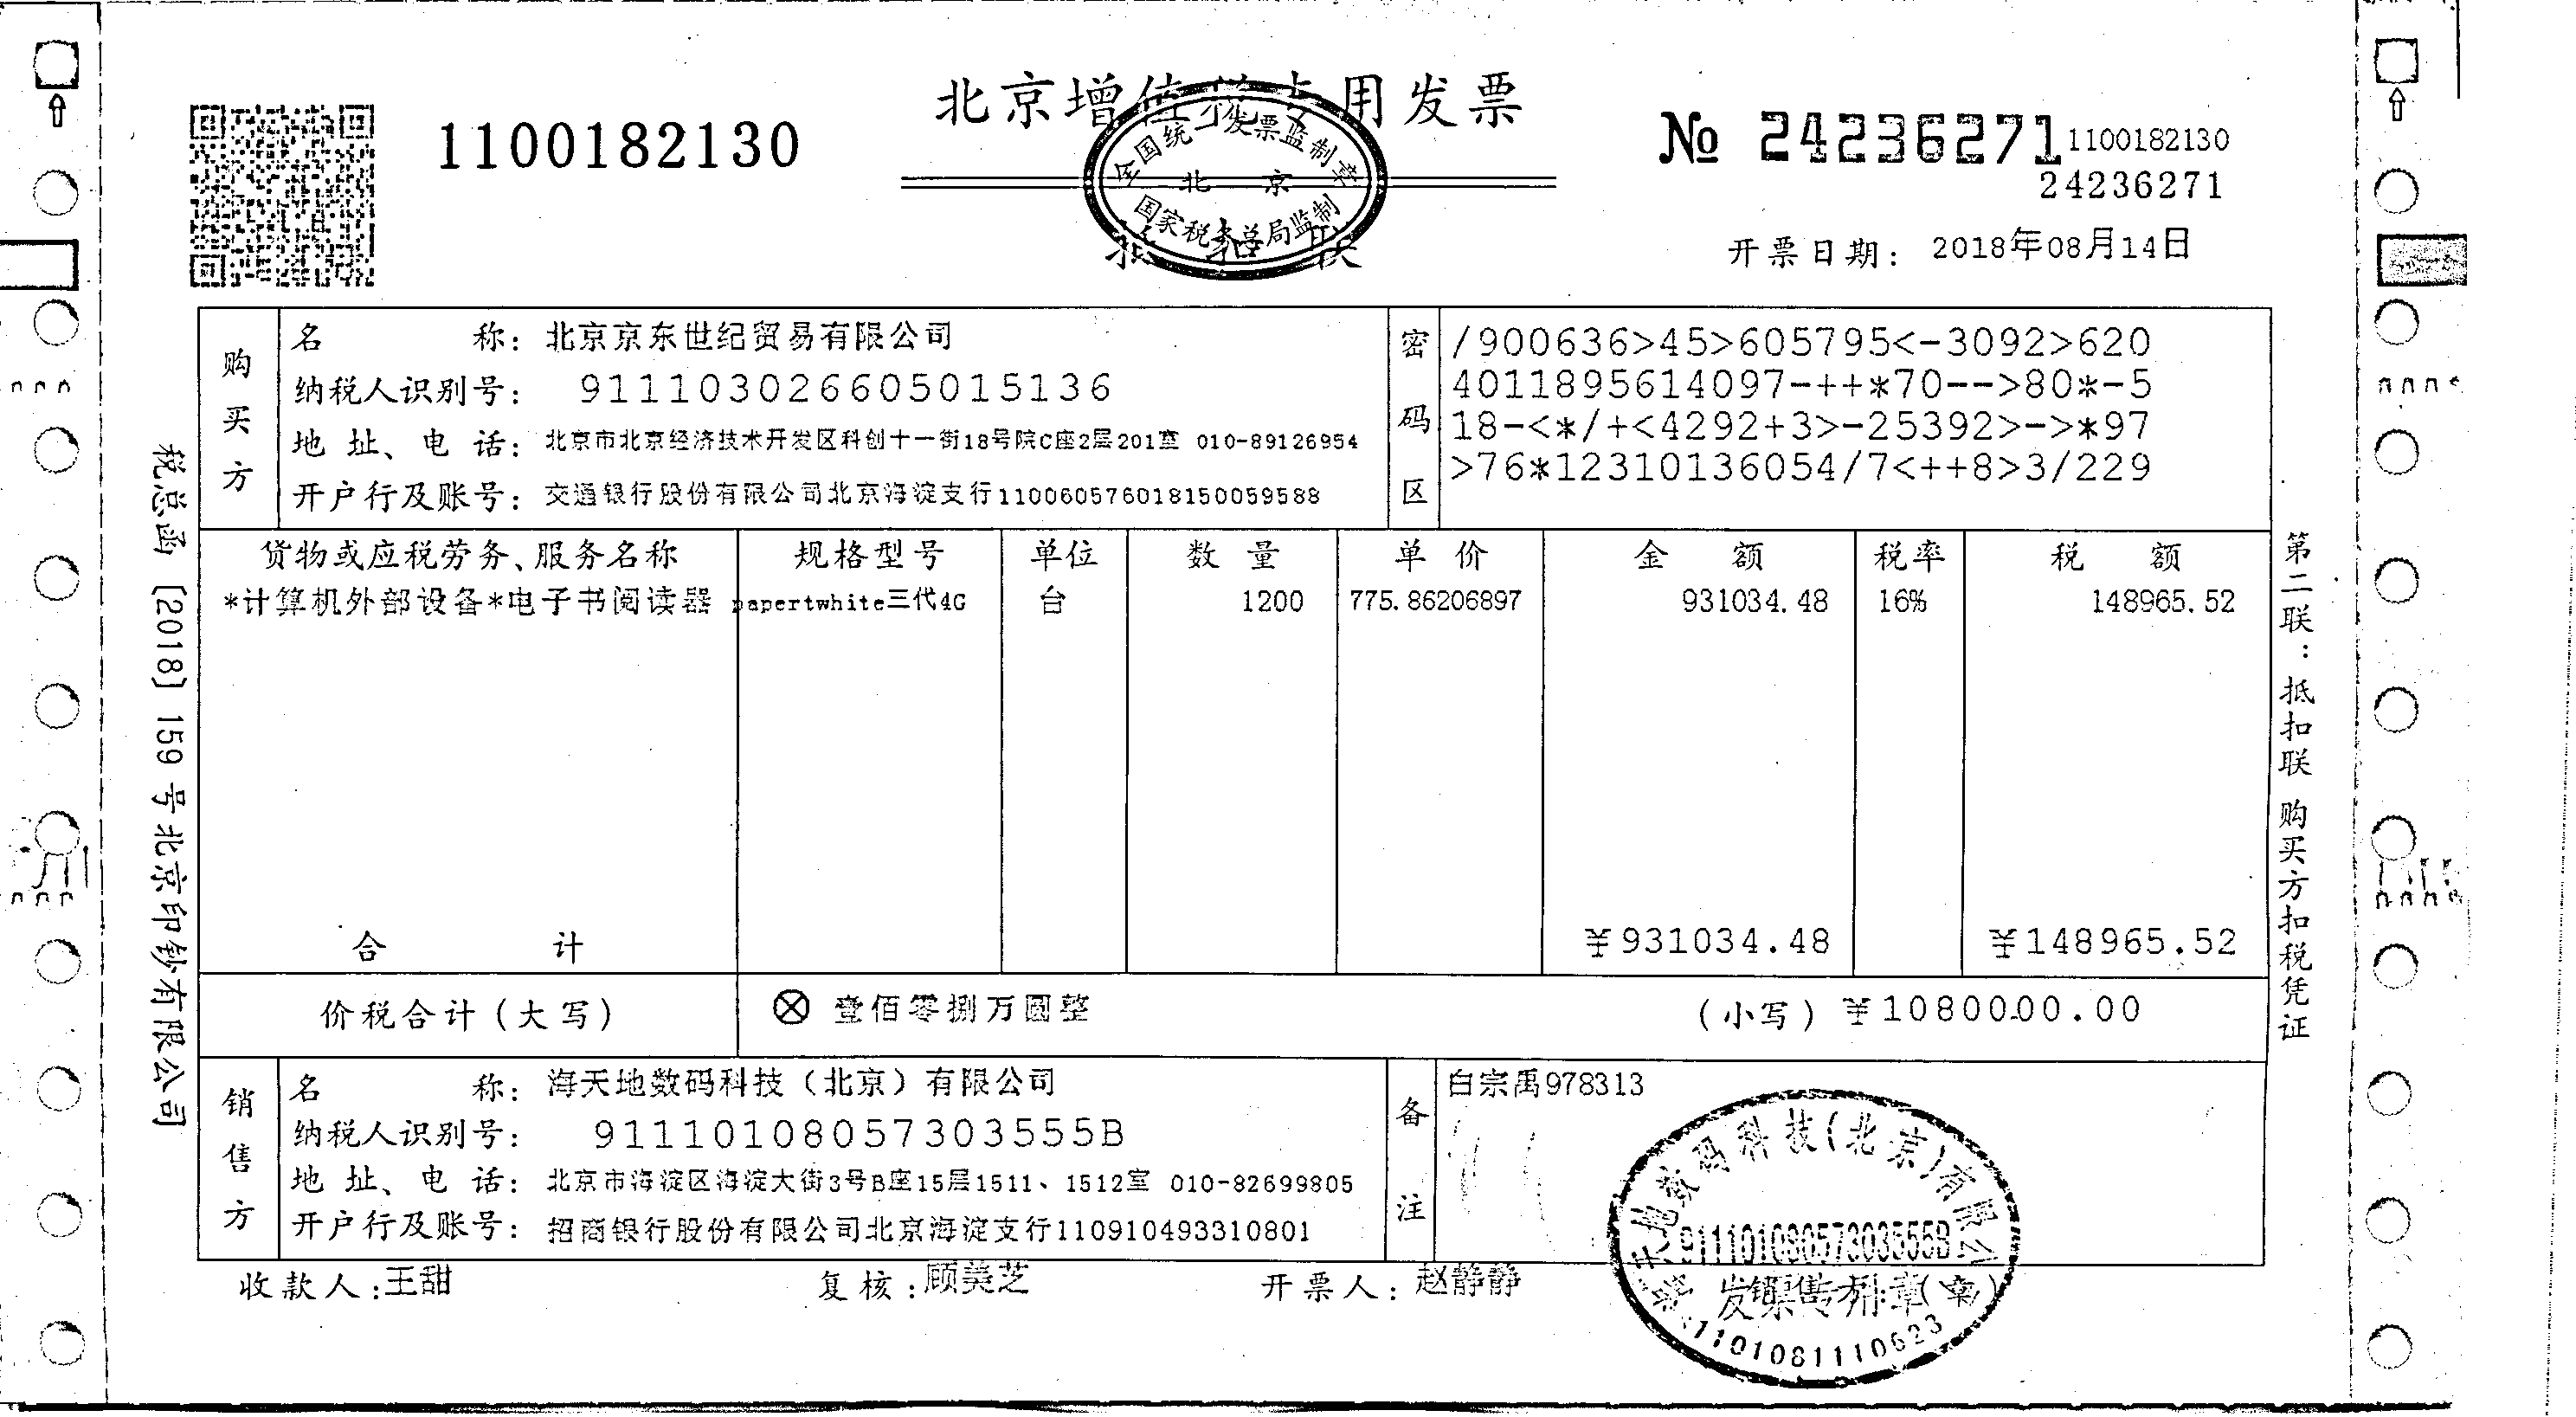 北京增值税专用发票
1100182130
№ 24236271
1100182130
24236271
全国统一发票监制章
北京
国家税务总局监制
抵扣联
开票日期： 2018年08月14日
购买方
名称： 北京京东世纪贸易有限公司
纳税人识别号： 911103026605015136
地址、电话： 北京市北京经济技术开发区科创十一街18号院C座2层201室 010-89126954
开户行及账号： 交通银行股份有限公司北京海淀支行110060576018150059588
密码区
/900636>45>605795<-3092>620
4011895614097-++*70-->80*-5
18-<*/+<4292+3>-25392>->*97
>76*12310136054/7<++8>3/229
货物或应税劳务、服务名称 规格型号 单位 数量 单价 金额 税率 税额
*计算机外部设备*电子书阅读器 papertwhite三代4G 台 1200 775.86206897 931034.48 16% 148965.52
合计 ¥931034.48 ¥148965.52
价税合计(大写) ⊗壹佰零捌万圆整 (小写)¥1080000.00
销售方
名称： 海天地数码科技（北京）有限公司
纳税人识别号： 91110108057303555B
地址、电话： 北京市海淀区海淀大街3号B座15层1511、1512室 010-82699805
开户行及账号： 招商银行股份有限公司北京海淀支行110910493310801
备注
白宗禹978313
收款人:王甜 复核:顾美芝 开票人:赵静静 销售方:(章)
海天地数码科技(北京)有限公司
91110108057303555B
发票专用章
1101081110623
税总函〔2018〕159号北京印钞有限公司
第二联：抵扣联 购买方扣税凭证